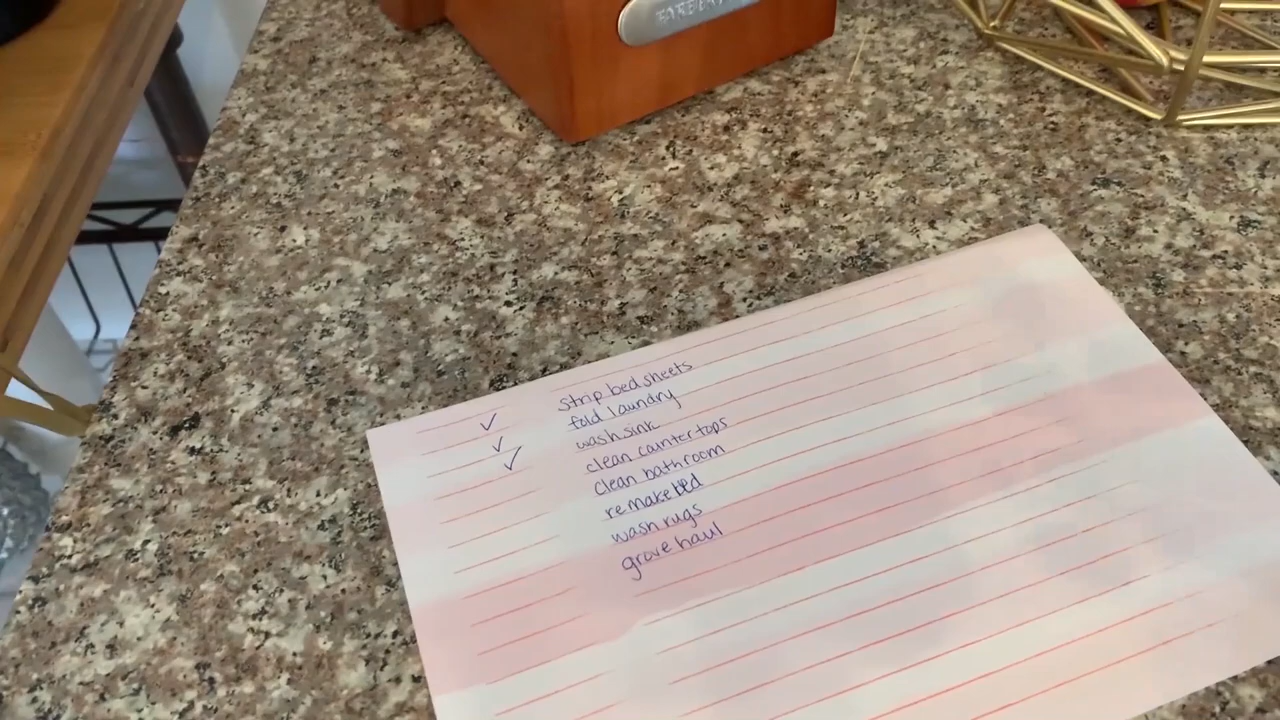 ✓ strip bed sheets
✓ fold laundry
✓ wash sink
clean countertops
clean bathroom
remake bed
wash rugs
grove haul